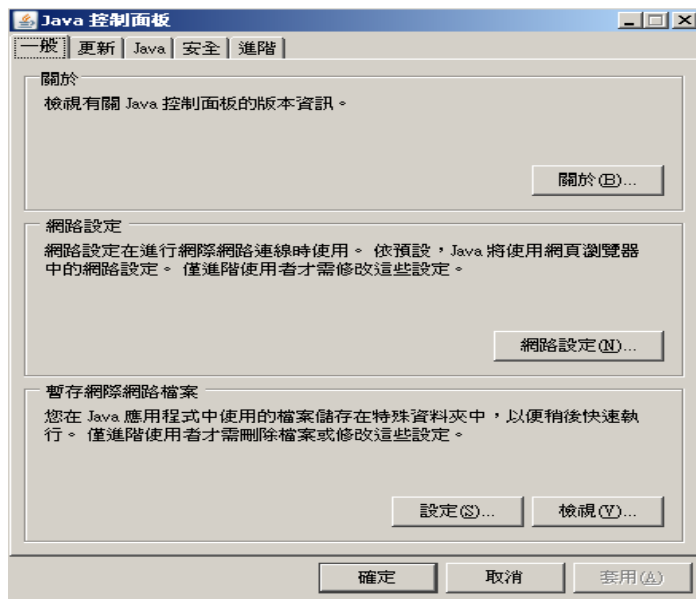 Java 控制面板
一般 更新 Java 安全 進階
關於
檢視有關 Java 控制面板的版本資訊。
關於(B)...
網路設定
網路設定在進行網際網路連線時使用。 依預設，Java 將使用網頁瀏覽器
中的網路設定。 僅進階使用者才需修改這些設定。
網路設定(N)...
暫存網際網路檔案
您在 Java 應用程式中使用的檔案儲存在特殊資料夾中，以便稍後快速執
行。 僅進階使用者才需刪除檔案或修改這些設定。
設定(S)... 檢視(V)...
確定 取消 套用(A)